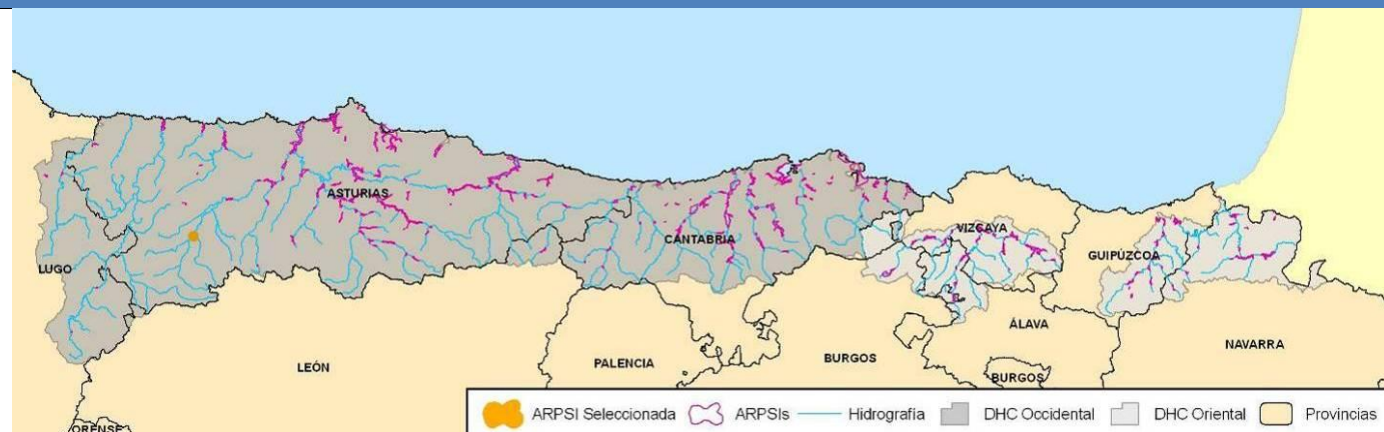 ASTURIAS
CANTABRIA
VIZCAYA
GUIPÚZCOA
LUGO
ÁLAVA
NAVARRA
LEÓN
PALENCIA
BURGOS
BURGOS
ORENSE
ARPSI Seleccionada ARPSIs Hidrografía DHC Occidental DHC Oriental Provincias